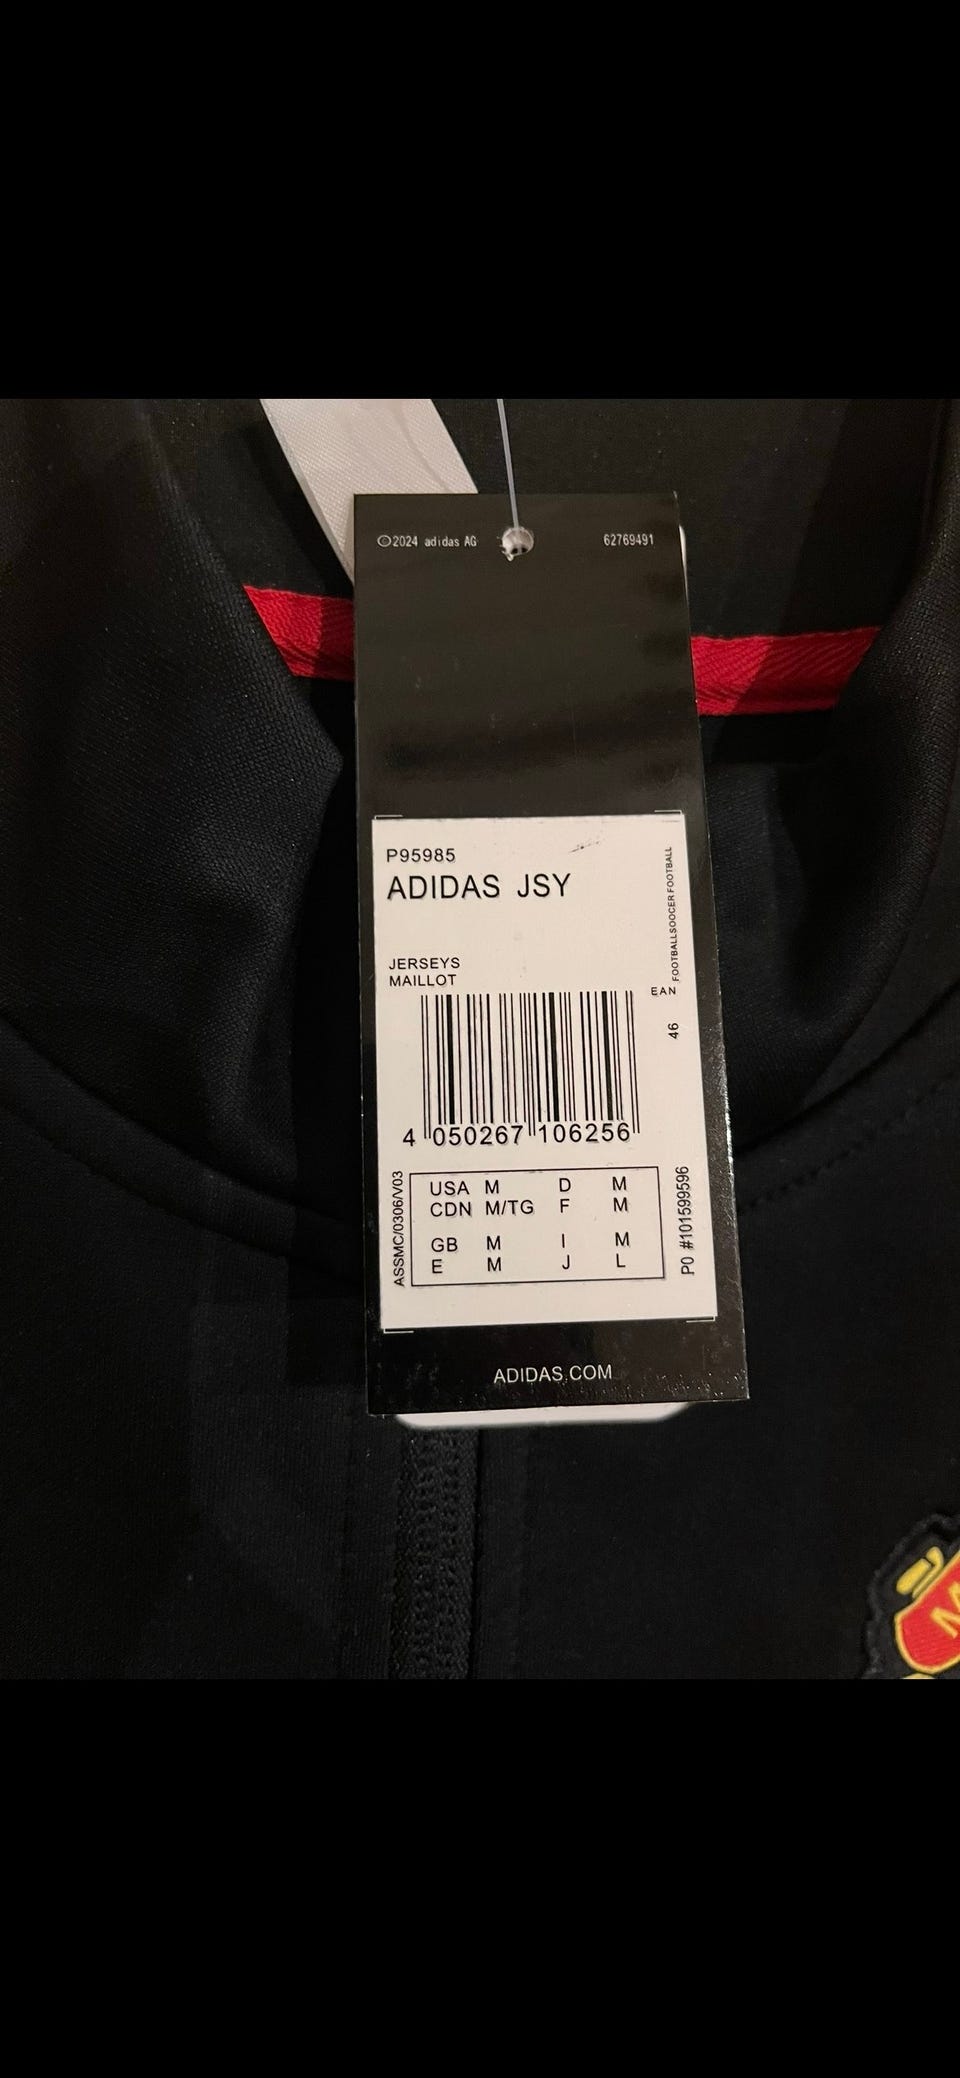 ©2024 adidas AG
62769491
P95985
ADIDAS JSY
FOOTBALLSOOCER FOOTBALL
JERSEYS
MAILLOT
EAN
46
4 050267 106256
ASSMC/0306/V03
USA M D M
CDN M/TG F M
GB M I M
E M J L
PO #101599596
ADIDAS.COM
M